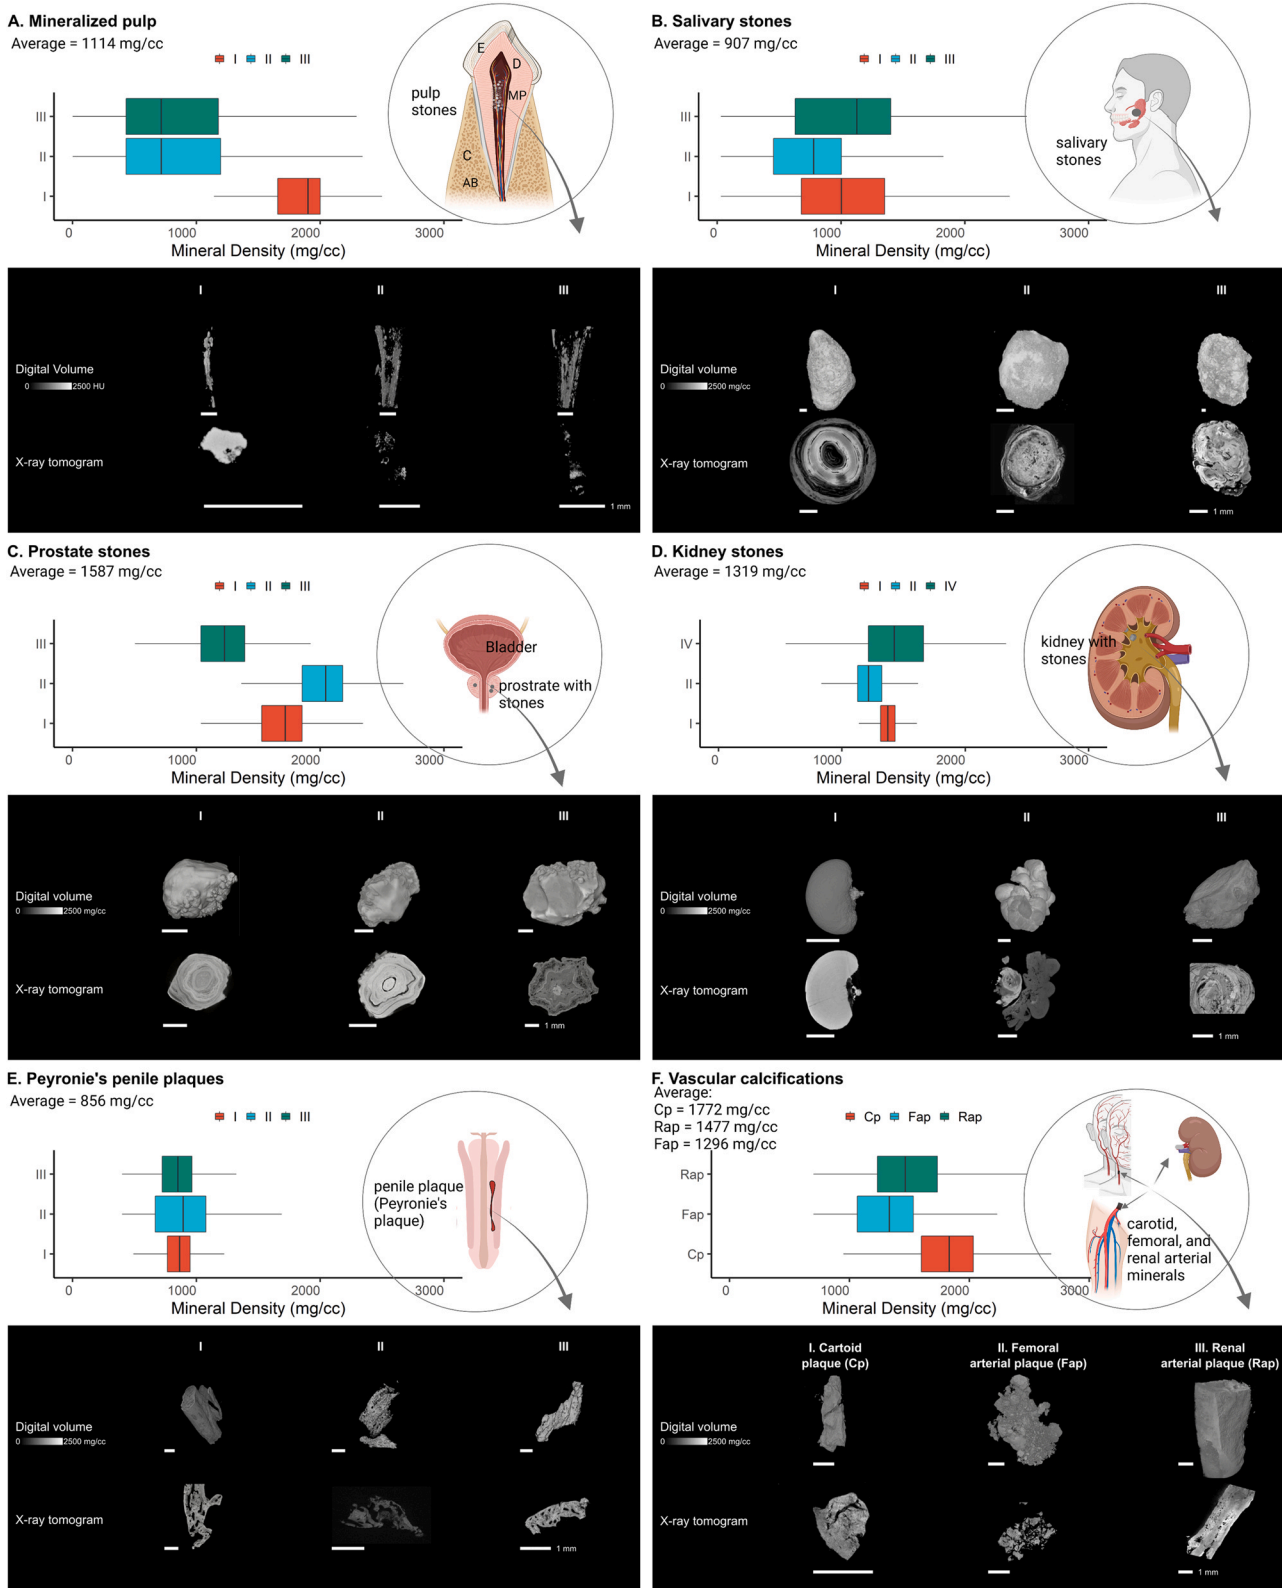 A. Mineralized pulp
Average = 1114 mg/cc
I II III
III
II
I
0 1000 2000 3000
Mineral Density (mg/cc)
pulp
stones
E
D
MP
C
AB
I II III
Digital Volume
0 2500 HU
X-ray tomogram
1 mm
B. Salivary stones
Average = 907 mg/cc
I II III
III
II
I
0 1000 2000 3000
Mineral Density (mg/cc)
salivary
stones
I II III
Digital volume
0 2500 mg/cc
X-ray tomogram
1 mm
C. Prostate stones
Average = 1587 mg/cc
I II III
III
II
I
0 1000 2000 3000
Mineral Density (mg/cc)
Bladder
prostrate with
stones
I II III
Digital volume
0 2500 mg/cc
X-ray tomogram
1 mm
D. Kidney stones
Average = 1319 mg/cc
I II IV
IV
II
I
0 1000 2000 3000
Mineral Density (mg/cc)
kidney with
stones
I II III
Digital volume
0 2500 mg/cc
X-ray tomogram
1 mm
E. Peyronie's penile plaques
Average = 856 mg/cc
I II III
III
II
I
0 1000 2000 3000
Mineral Density (mg/cc)
penile plaque
(Peyronie's
plaque)
I II III
Digital volume
0 2500 mg/cc
X-ray tomogram
1 mm
F. Vascular calcifications
Average:
Cp = 1772 mg/cc
Rap = 1477 mg/cc
Fap = 1296 mg/cc
Cp Fap Rap
Rap
Fap
Cp
0 1000 2000 3000
Mineral Density (mg/cc)
carotid,
femoral, and
renal arterial
minerals
I. Cartoid
plaque (Cp)
II. Femoral
arterial plaque (Fap)
III. Renal
arterial plaque (Rap)
Digital volume
0 2500 mg/cc
X-ray tomogram
1 mm